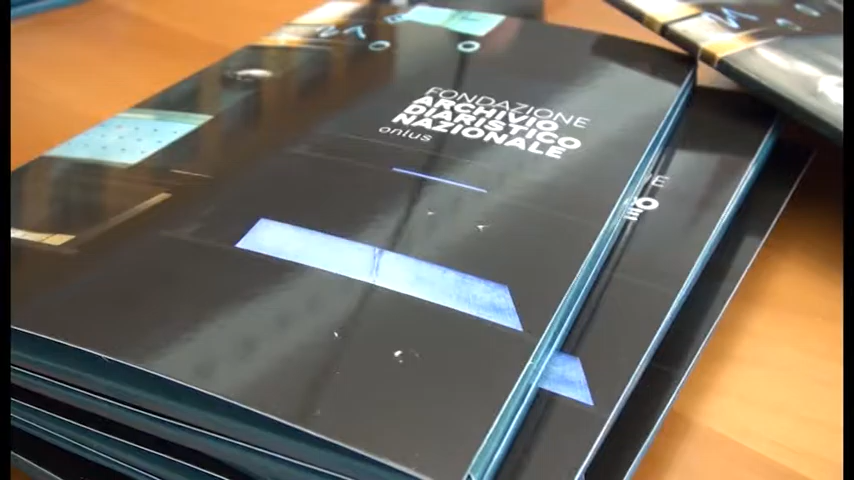 FONDAZIONE
ARCHIVIO
DIARISTICO
NAZIONALE
onlus